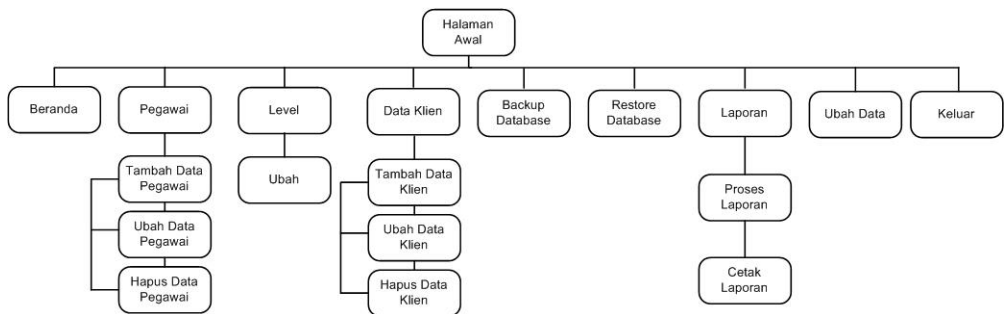 Halaman
Awal
Beranda
Pegawai
Level
Data Klien
Backup
Database
Restore
Database
Laporan
Ubah Data
Keluar
Tambah Data
Pegawai
Ubah Data
Pegawai
Hapus Data
Pegawai
Ubah
Tambah Data
Klien
Ubah Data
Klien
Hapus Data
Klien
Proses
Laporan
Cetak
Laporan